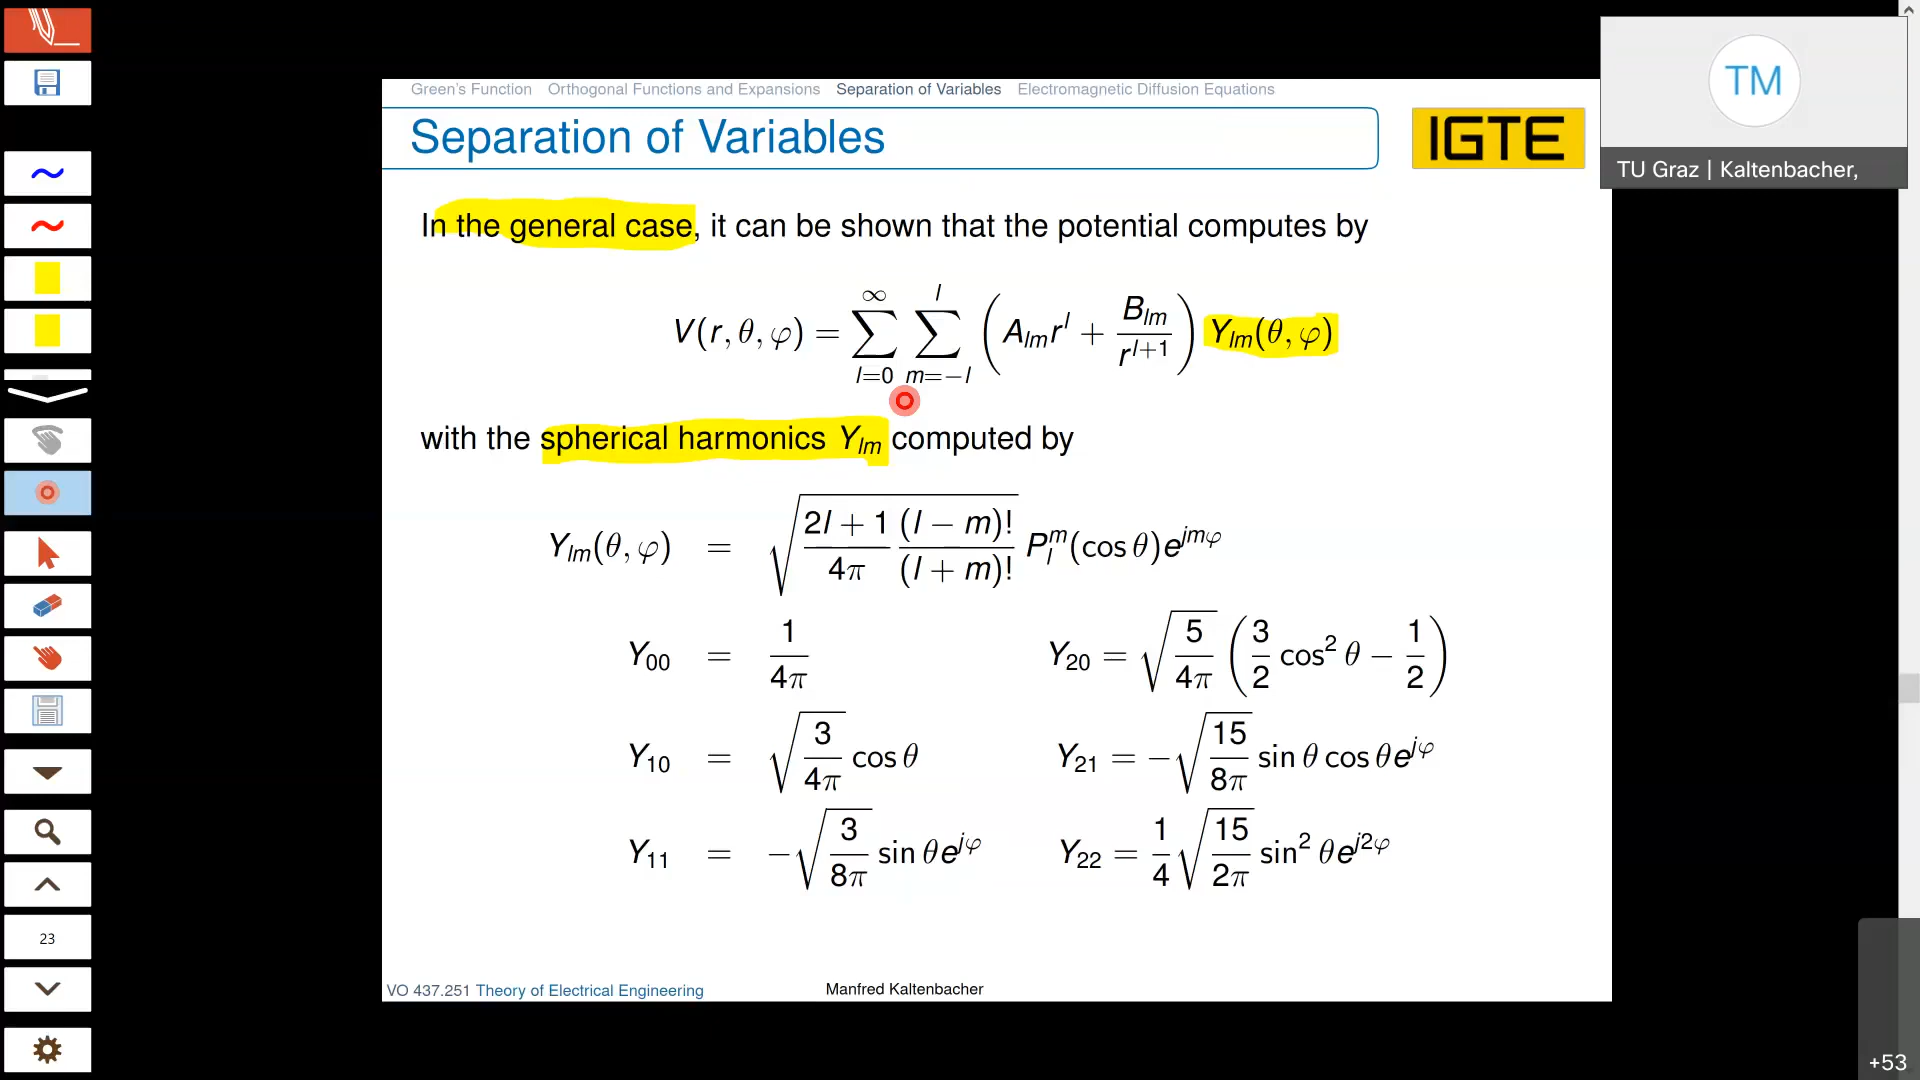 Green's Function Orthogonal Functions and Expansions Separation of Variables Electromagnetic Diffusion Equations
Separation of Variables
IGTE
TM
TU Graz | Kaltenbacher,
In the general case, it can be shown that the potential computes by
V(r, θ, φ) = ∑_{l=0}^{∞} ∑_{m=−l}^{l} (A_{lm} r^l + B_{lm}/r^{l+1}) Y_{lm}(θ, φ)
with the spherical harmonics Y_{lm} computed by
Y_{lm}(θ, φ) = √((2l + 1)/(4π) (l − m)!/(l + m)!) P_l^m(cos θ)e^{jmφ}
Y_{00} = 1/(4π) Y_{20} = √(5/(4π)) (3/2 cos² θ − 1/2)
Y_{10} = √(3/(4π)) cos θ Y_{21} = −√(15/(8π)) sin θ cos θe^{jφ}
Y_{11} = −√(3/(8π)) sin θe^{jφ} Y_{22} = 1/4 √(15/(2π)) sin² θe^{j2φ}
23
VO 437.251 Theory of Electrical Engineering Manfred Kaltenbacher
+53